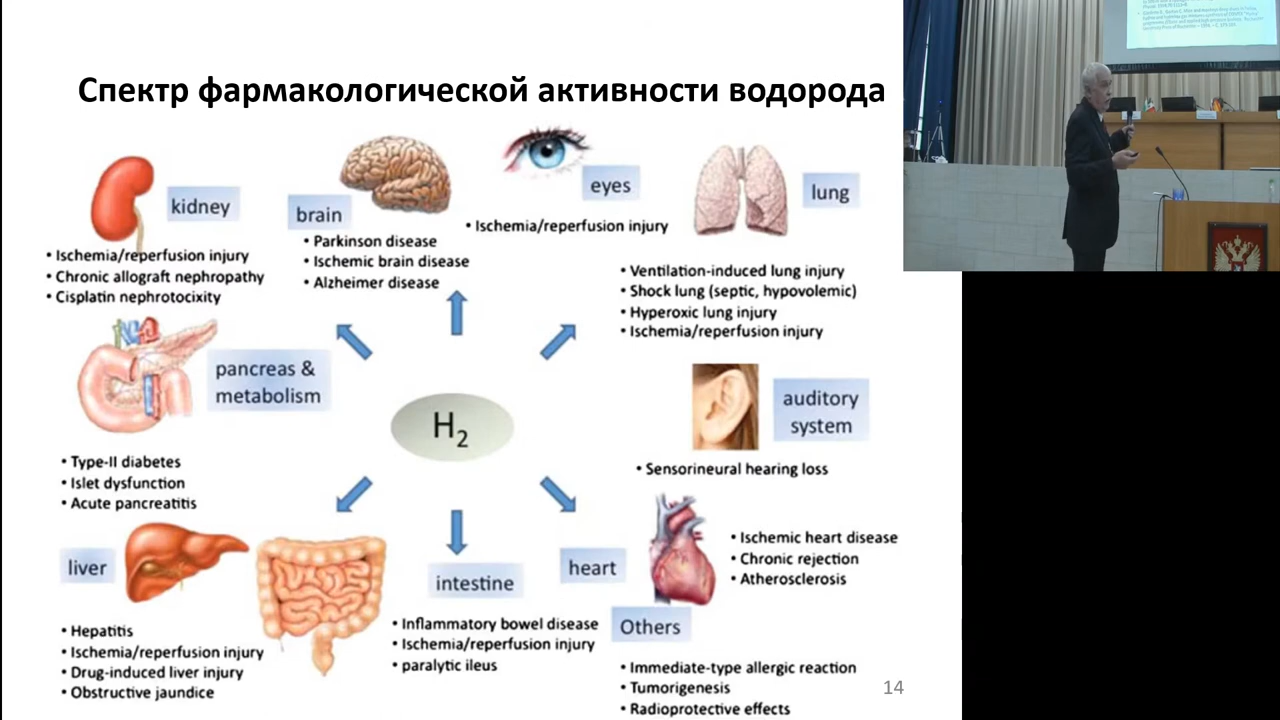 Спектр фармакологической активности водорода
kidney
• Ischemia/reperfusion injury
• Chronic allograft nephropathy
• Cisplatin nephrotocixity
brain
• Parkinson disease
• Ischemic brain disease
• Alzheimer disease
eyes
• Ischemia/reperfusion injury
lung
• Ventilation-induced lung injury
• Shock lung (septic, hypovolemic)
• Hyperoxic lung injury
• Ischemia/reperfusion injury
pancreas &
metabolism
• Type-II diabetes
• Islet dysfunction
• Acute pancreatitis
H₂
auditory
system
• Sensorineural hearing loss
liver
• Hepatitis
• Ischemia/reperfusion injury
• Drug-induced liver injury
• Obstructive jaundice
intestine
• Inflammatory bowel disease
• Ischemia/reperfusion injury
• paralytic ileus
heart
• Ischemic heart disease
• Chronic rejection
• Atherosclerosis
Others
• Immediate-type allergic reaction
• Tumorigenesis
• Radioprotective effects
14